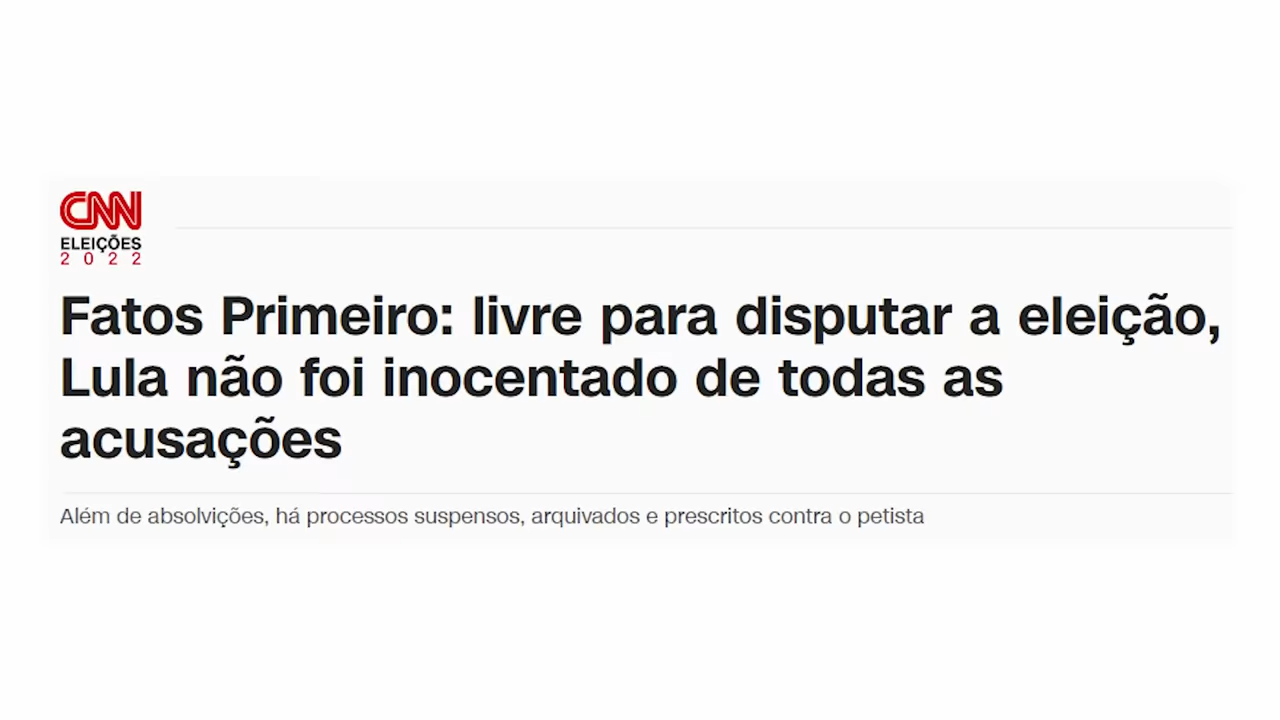 CNN
ELEIÇÕES
2022
Fatos Primeiro: livre para disputar a eleição,
Lula não foi inocentado de todas as
acusações
Além de absolvições, há processos suspensos, arquivados e prescritos contra o petista